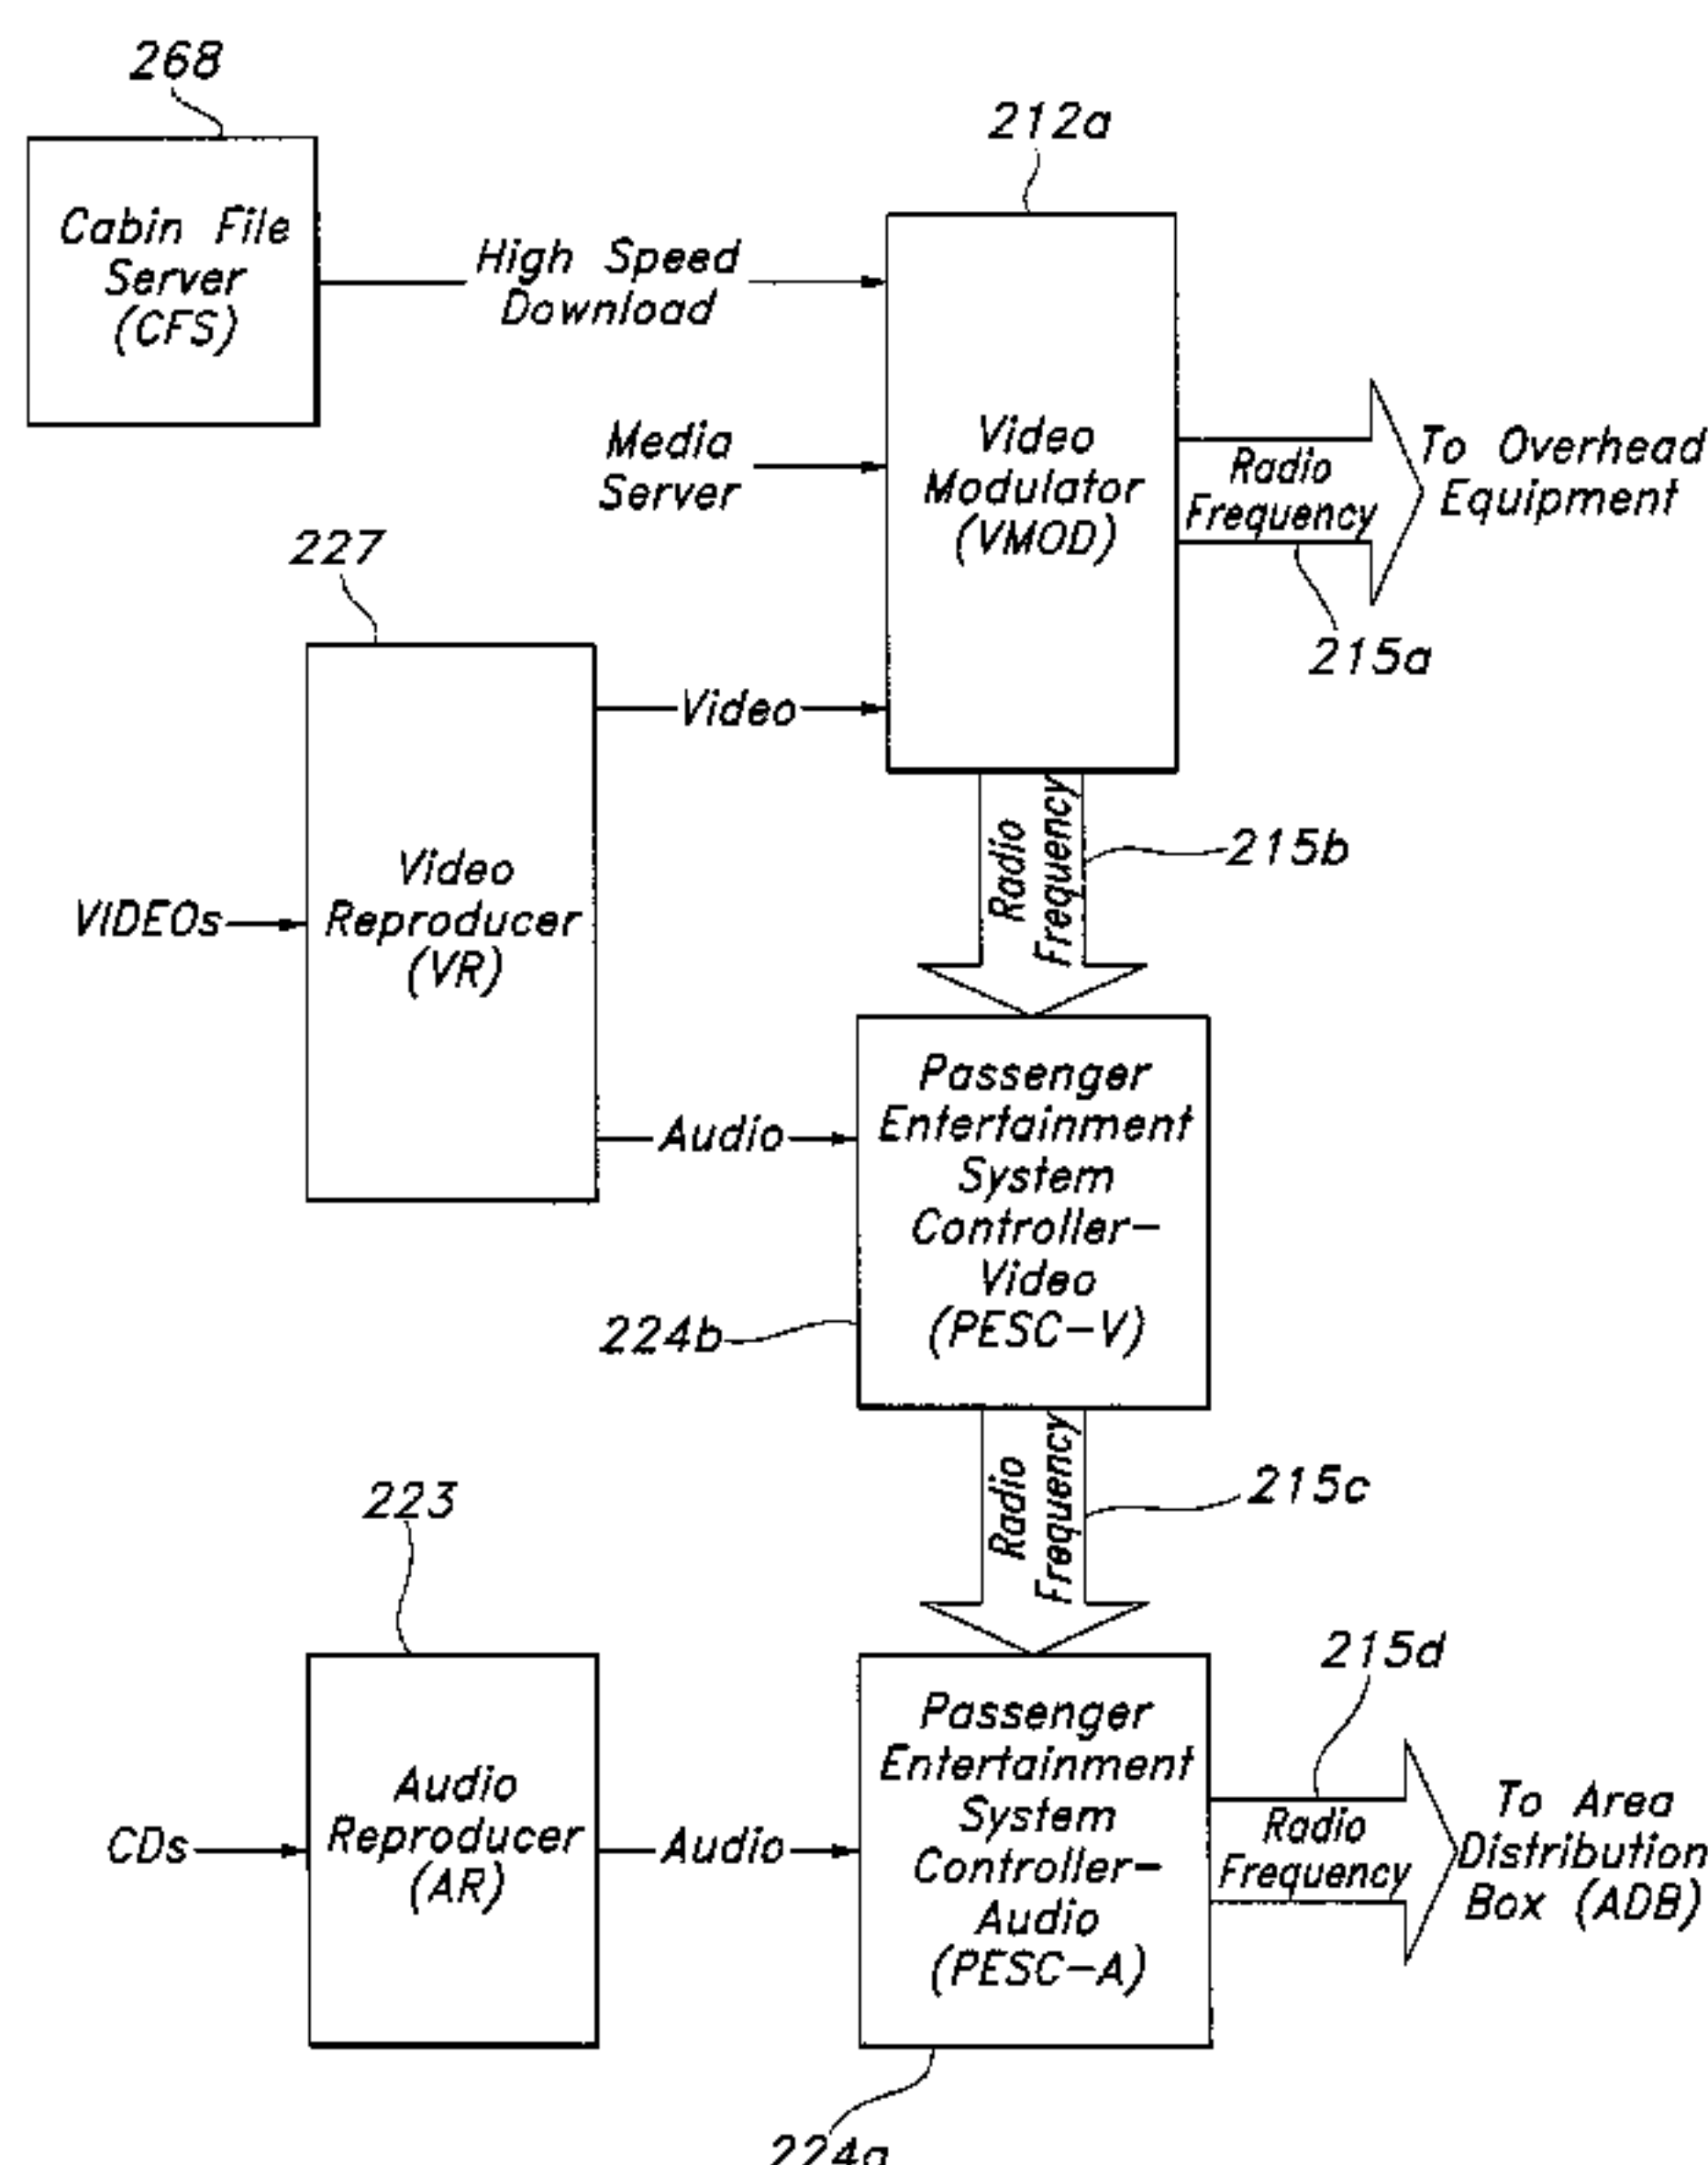 268
Cabin File
Server
(CFS)
High Speed
Download
212a
Media
Server
Video
Modulator
(VMOD)
Radio
Frequency
To Overhead
Equipment
215a
227
Video
VIDEOs
Video
Reproducer
(VR)
Radio
Frequency
215b
Audio
Passenger
Entertainment
System
Controller-
Video
(PESC-V)
224b
Radio
Frequency
215c
223
CDs
Audio
Reproducer
(AR)
Audio
Passenger
Entertainment
System
Controller-
Audio
(PESC-A)
215d
Radio
Frequency
To Area
Distribution
Box (ADB)
224a